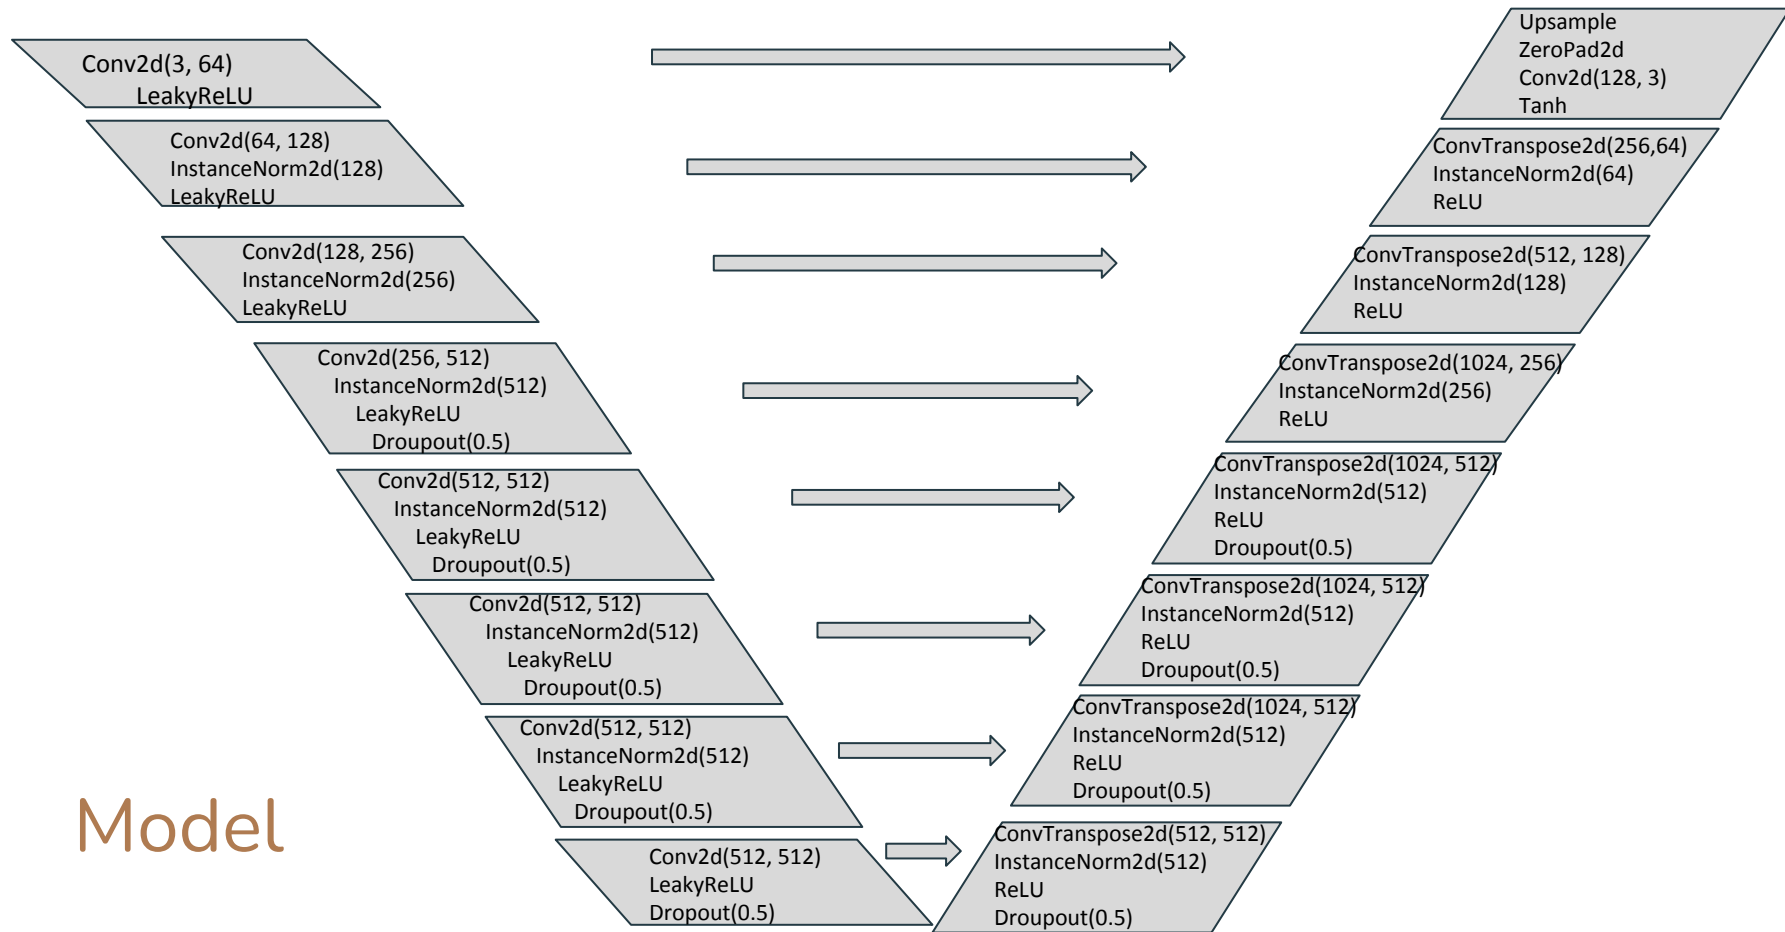 Conv2d(3, 64)
LeakyReLU
Conv2d(64, 128)
InstanceNorm2d(128)
LeakyReLU
Conv2d(128, 256)
InstanceNorm2d(256)
LeakyReLU
Conv2d(256, 512)
InstanceNorm2d(512)
LeakyReLU
Droupout(0.5)
Conv2d(512, 512)
InstanceNorm2d(512)
LeakyReLU
Droupout(0.5)
Conv2d(512, 512)
InstanceNorm2d(512)
LeakyReLU
Droupout(0.5)
Conv2d(512, 512)
InstanceNorm2d(512)
LeakyReLU
Droupout(0.5)
Conv2d(512, 512)
LeakyReLU
Dropout(0.5)
Upsample
ZeroPad2d
Conv2d(128, 3)
Tanh
ConvTranspose2d(256,64)
InstanceNorm2d(64)
ReLU
ConvTranspose2d(512, 128)
InstanceNorm2d(128)
ReLU
ConvTranspose2d(1024, 256)
InstanceNorm2d(256)
ReLU
ConvTranspose2d(1024, 512)
InstanceNorm2d(512)
ReLU
Droupout(0.5)
ConvTranspose2d(1024, 512)
InstanceNorm2d(512)
ReLU
Droupout(0.5)
ConvTranspose2d(1024, 512)
InstanceNorm2d(512)
ReLU
Droupout(0.5)
ConvTranspose2d(512, 512)
InstanceNorm2d(512)
ReLU
Droupout(0.5)
Model